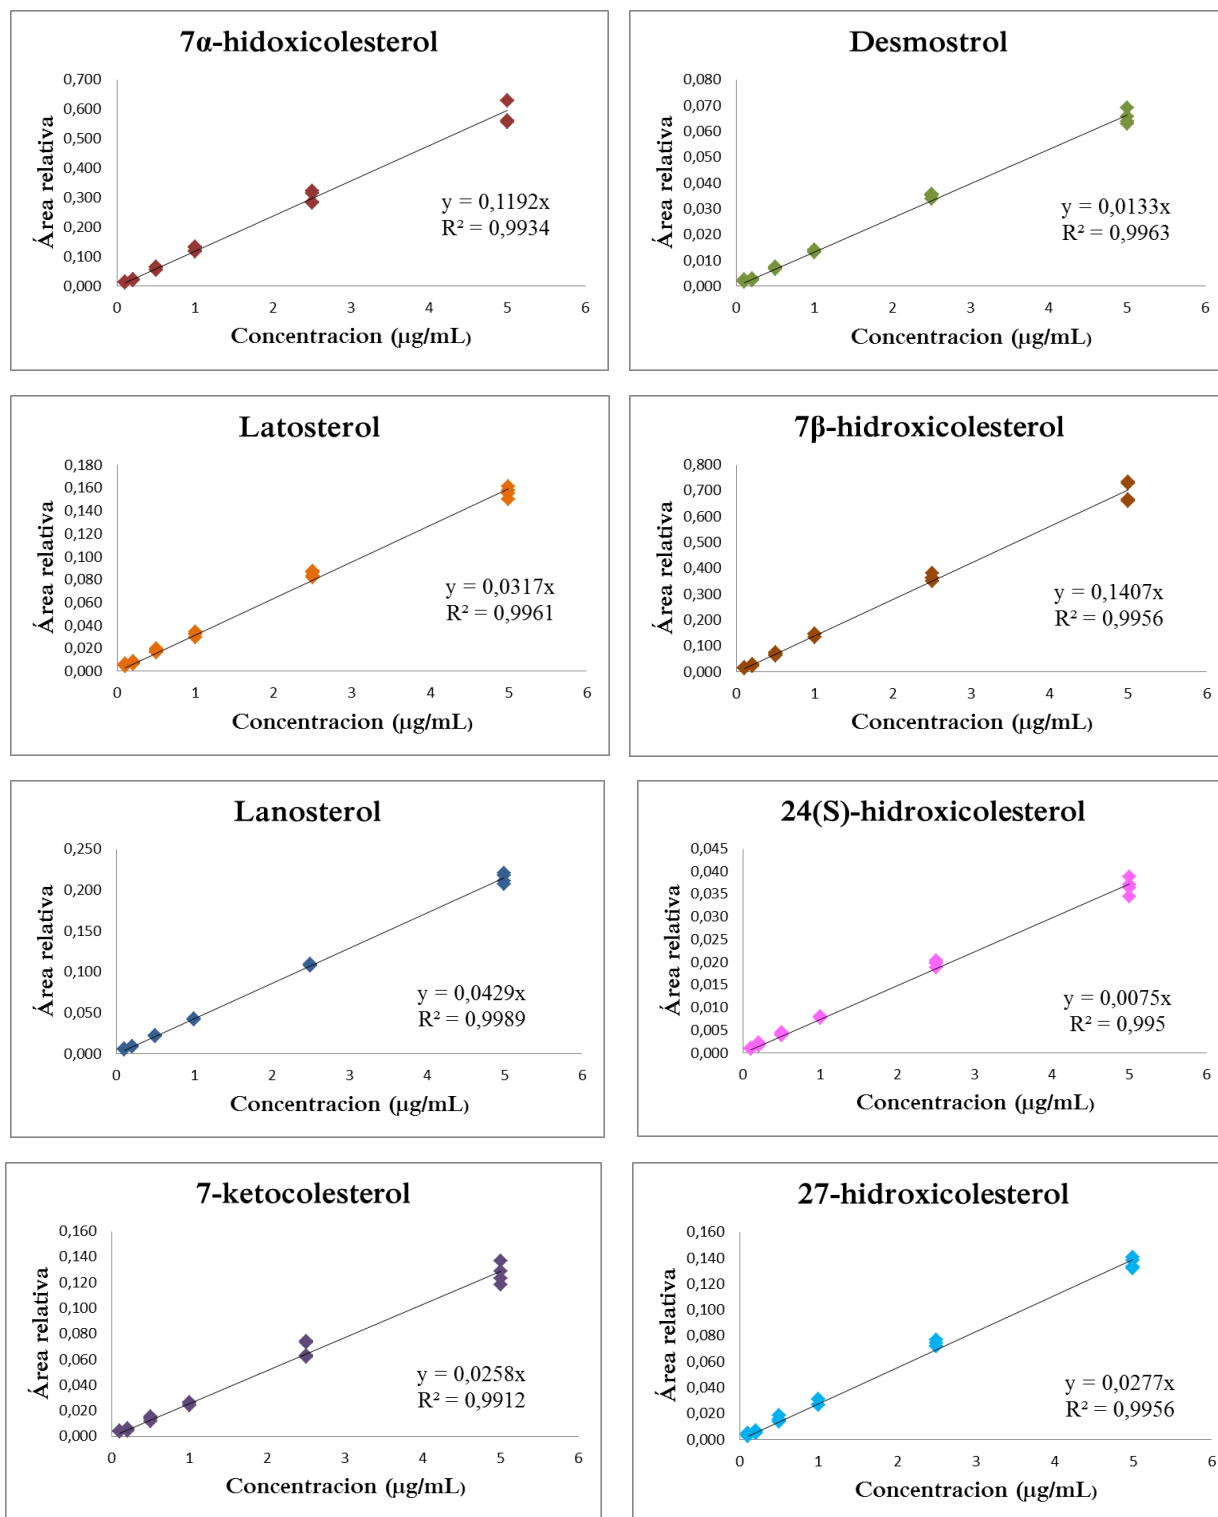 7α-hidoxicolesterol
0,700
0,600
0,500
0,400
0,300
0,200
0,100
0,000
Área relativa
y = 0,1192x
R² = 0,9934
0 1 2 3 4 5 6
Concentracion (µg/mL)
Desmostrol
0,080
0,070
0,060
0,050
0,040
0,030
0,020
0,010
0,000
Área relativa
y = 0,0133x
R² = 0,9963
0 1 2 3 4 5 6
Concentracion (µg/mL)
Latosterol
0,180
0,160
0,140
0,120
0,100
0,080
0,060
0,040
0,020
0,000
Área relativa
y = 0,0317x
R² = 0,9961
0 1 2 3 4 5 6
Concentracion (µg/mL)
7β-hidroxicolesterol
0,800
0,700
0,600
0,500
0,400
0,300
0,200
0,100
0,000
Área relativa
y = 0,1407x
R² = 0,9956
0 1 2 3 4 5 6
Concentracion (µg/mL)
Lanosterol
0,250
0,200
0,150
0,100
0,050
0,000
Área relativa
y = 0,0429x
R² = 0,9989
0 1 2 3 4 5 6
Concentracion (µg/mL)
24(S)-hidroxicolesterol
0,045
0,040
0,035
0,030
0,025
0,020
0,015
0,010
0,005
0,000
Área relativa
y = 0,0075x
R² = 0,995
0 1 2 3 4 5 6
Concentracion (µg/mL)
7-ketocolesterol
0,160
0,140
0,120
0,100
0,080
0,060
0,040
0,020
0,000
Área relativa
y = 0,0258x
R² = 0,9912
0 1 2 3 4 5 6
Concentracion (µg/mL)
27-hidroxicolesterol
0,160
0,140
0,120
0,100
0,080
0,060
0,040
0,020
0,000
Área relativa
y = 0,0277x
R² = 0,9956
0 1 2 3 4 5 6
Concentracion (µg/mL)